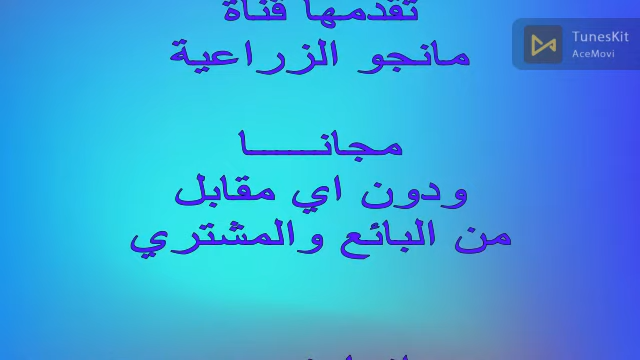 تقدمها قناة
مانجو الزراعية
مجانـــــا
ودون اي مقابل
من البائع والمشتري
TunesKit
AceMovi